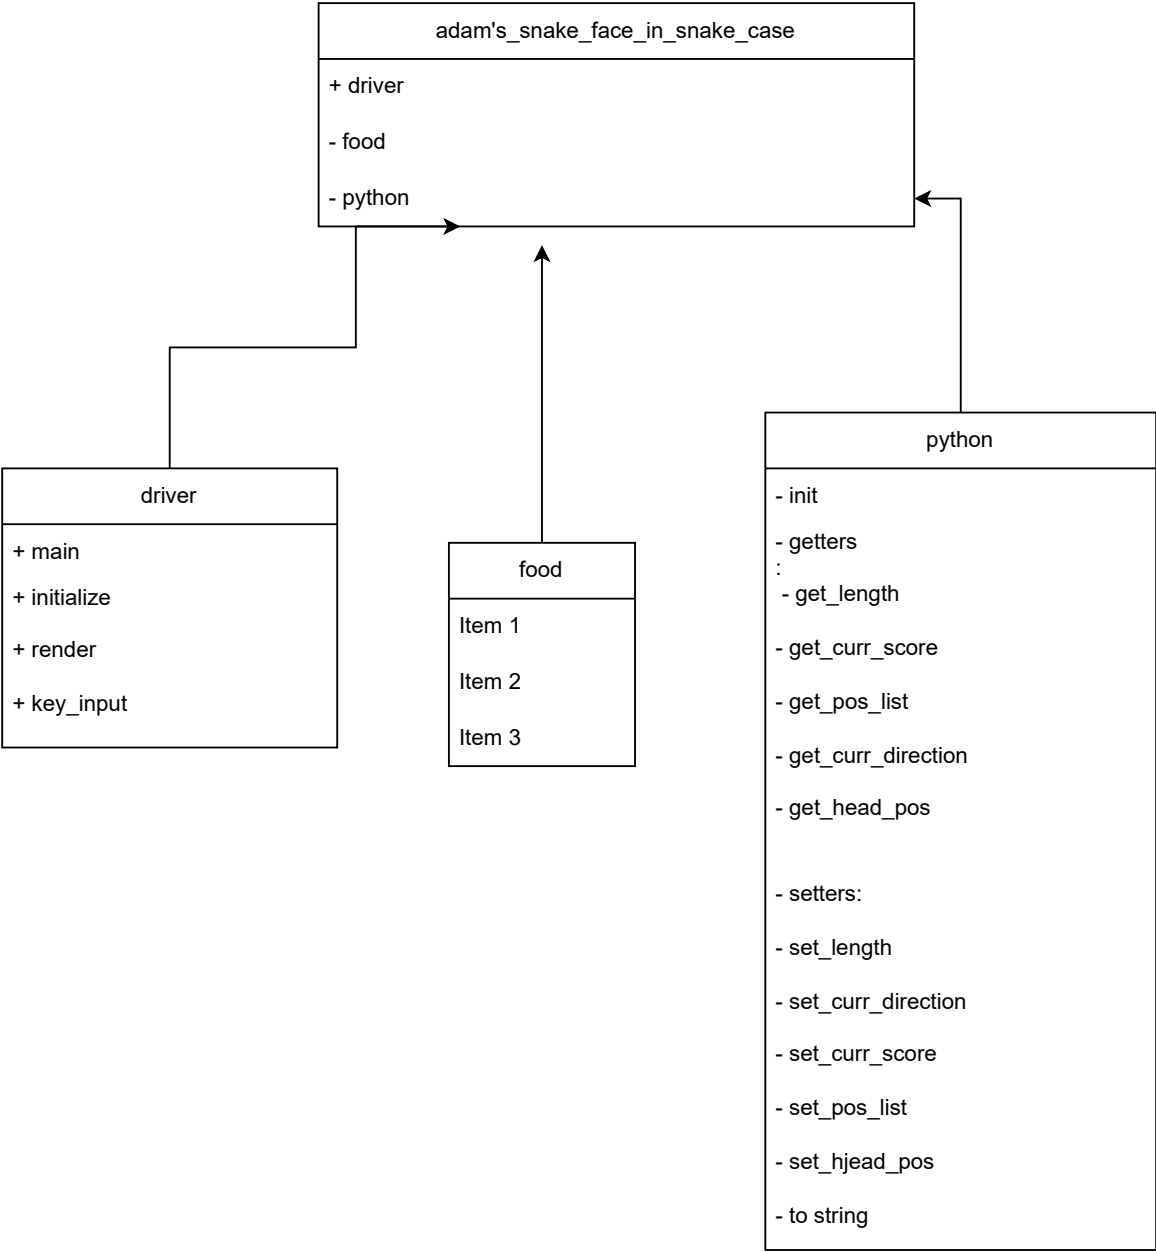 adam's_snake_face_in_snake_case
+ driver
- food
- python
driver
+ main
+ initialize
+ render
+ key_input
food
Item 1
Item 2
Item 3
python
- init
- getters
:
- get_length
- get_curr_score
- get_pos_list
- get_curr_direction
- get_head_pos
- setters:
- set_length
- set_curr_direction
- set_curr_score
- set_pos_list
- set_hjead_pos
- to string